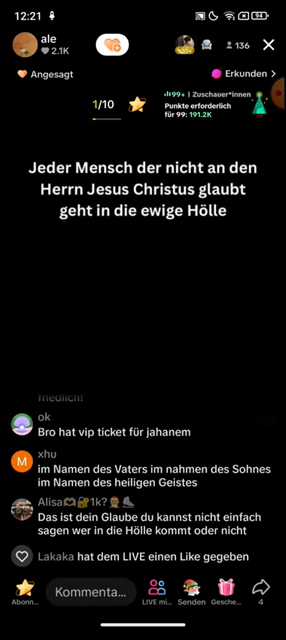 12:21
94
ale
2.1K
136
Angesagt
Erkunden >
1/10
99+ | Zuschauer*innen
Punkte erforderlich
für 99: 191.2K
Jeder Mensch der nicht an den
Herrn Jesus Christus glaubt
geht in die ewige Hölle
friedlich!
ok
Bro hat vip ticket für jahanem
M
xhu
im Namen des Vaters im nahmen des Sohnes
im Namen des heiligen Geistes
Alisa🫶🏽🔐1k?
Das ist dein Glaube du kannst nicht einfach
sagen wer in die Hölle kommt oder nicht
Lakaka hat dem LIVE einen Like gegeben
Kommenta...
Abonn...
LIVE mi...
Senden
Gesche...
4